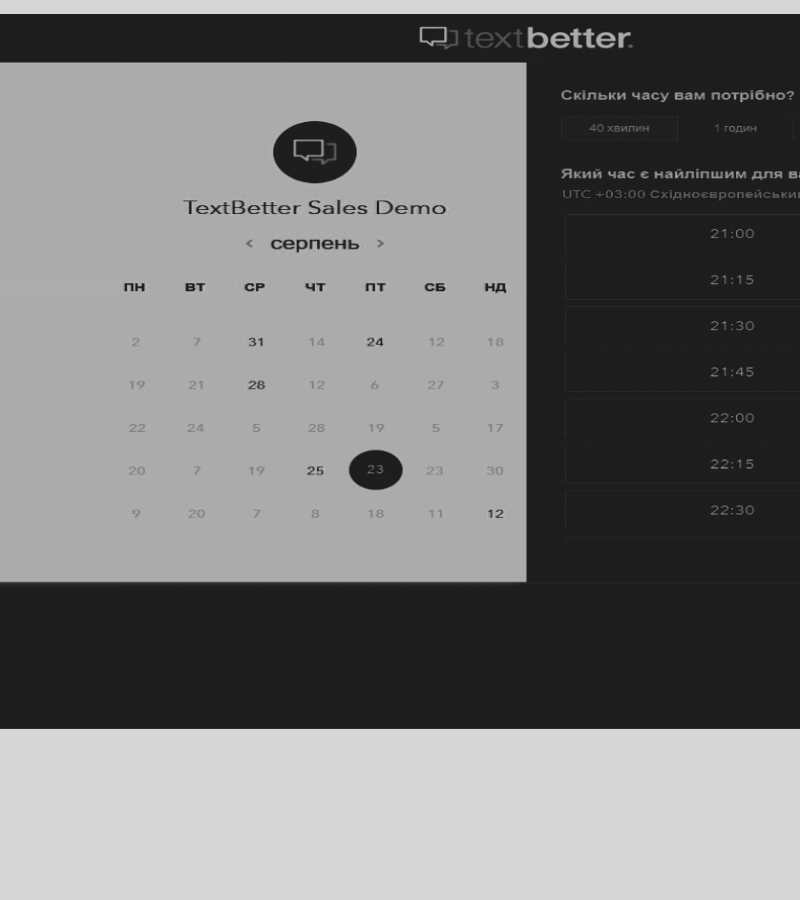 textbetter.
TextBetter Sales Demo
< серпень >
ПН ВТ СР ЧТ ПТ СБ НД
2 7 31 14 24 12 18
19 21 28 12 6 27 3
22 24 5 28 19 5 17
20 7 19 25 23 23 30
9 20 7 8 18 11 12
Скільки часу вам потрібно?
40 хвилин 1 годин
Який час є найліпшим для ва
UTC +03:00 Східноєвропейськи
21:00
21:15
21:30
21:45
22:00
22:15
22:30